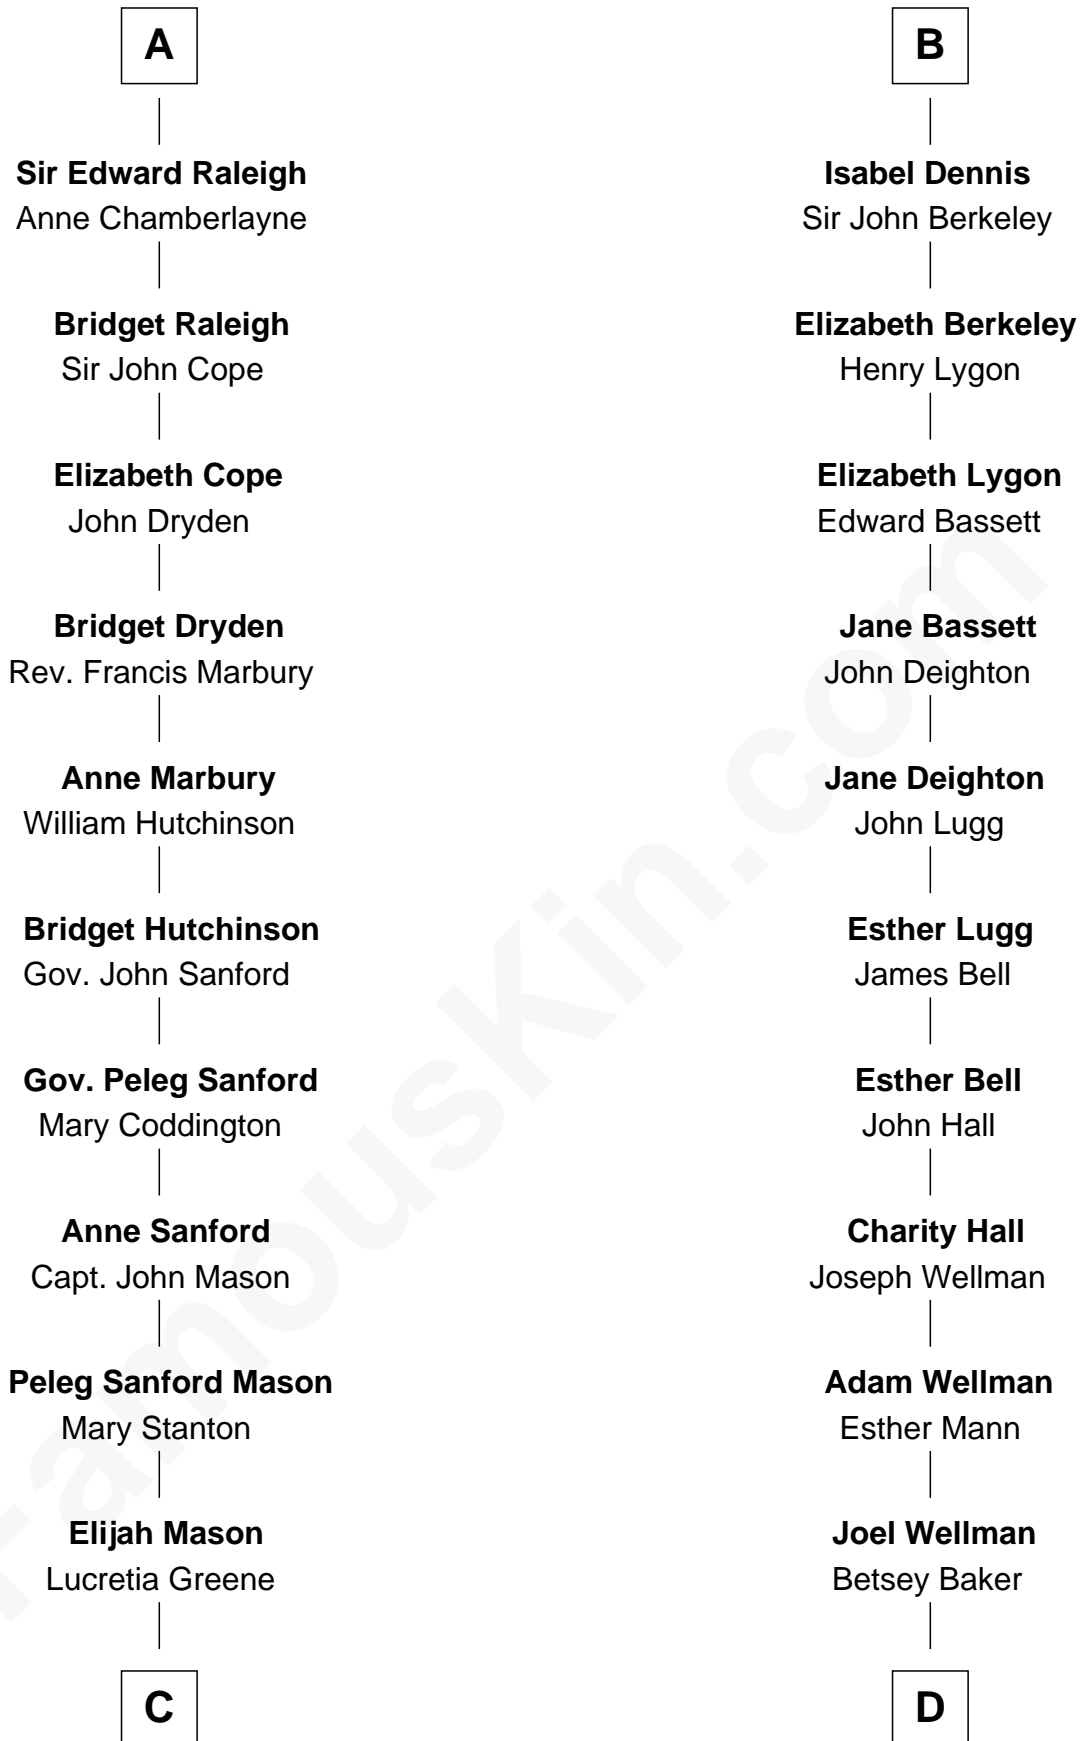 A
Sir Edward Raleigh
Anne Chamberlayne
Bridget Raleigh
Sir John Cope
Elizabeth Cope
John Dryden
Bridget Dryden
Rev. Francis Marbury
Anne Marbury
William Hutchinson
Bridget Hutchinson
Gov. John Sanford
Gov. Peleg Sanford
Mary Coddington
Anne Sanford
Capt. John Mason
Peleg Sanford Mason
Mary Stanton
Elijah Mason
Lucretia Greene
C
B
Isabel Dennis
Sir John Berkeley
Elizabeth Berkeley
Henry Lygon
Elizabeth Lygon
Edward Bassett
Jane Bassett
John Deighton
Jane Deighton
John Lugg
Esther Lugg
James Bell
Esther Bell
John Hall
Charity Hall
Joseph Wellman
Adam Wellman
Esther Mann
Joel Wellman
Betsey Baker
D
FamousKin.com